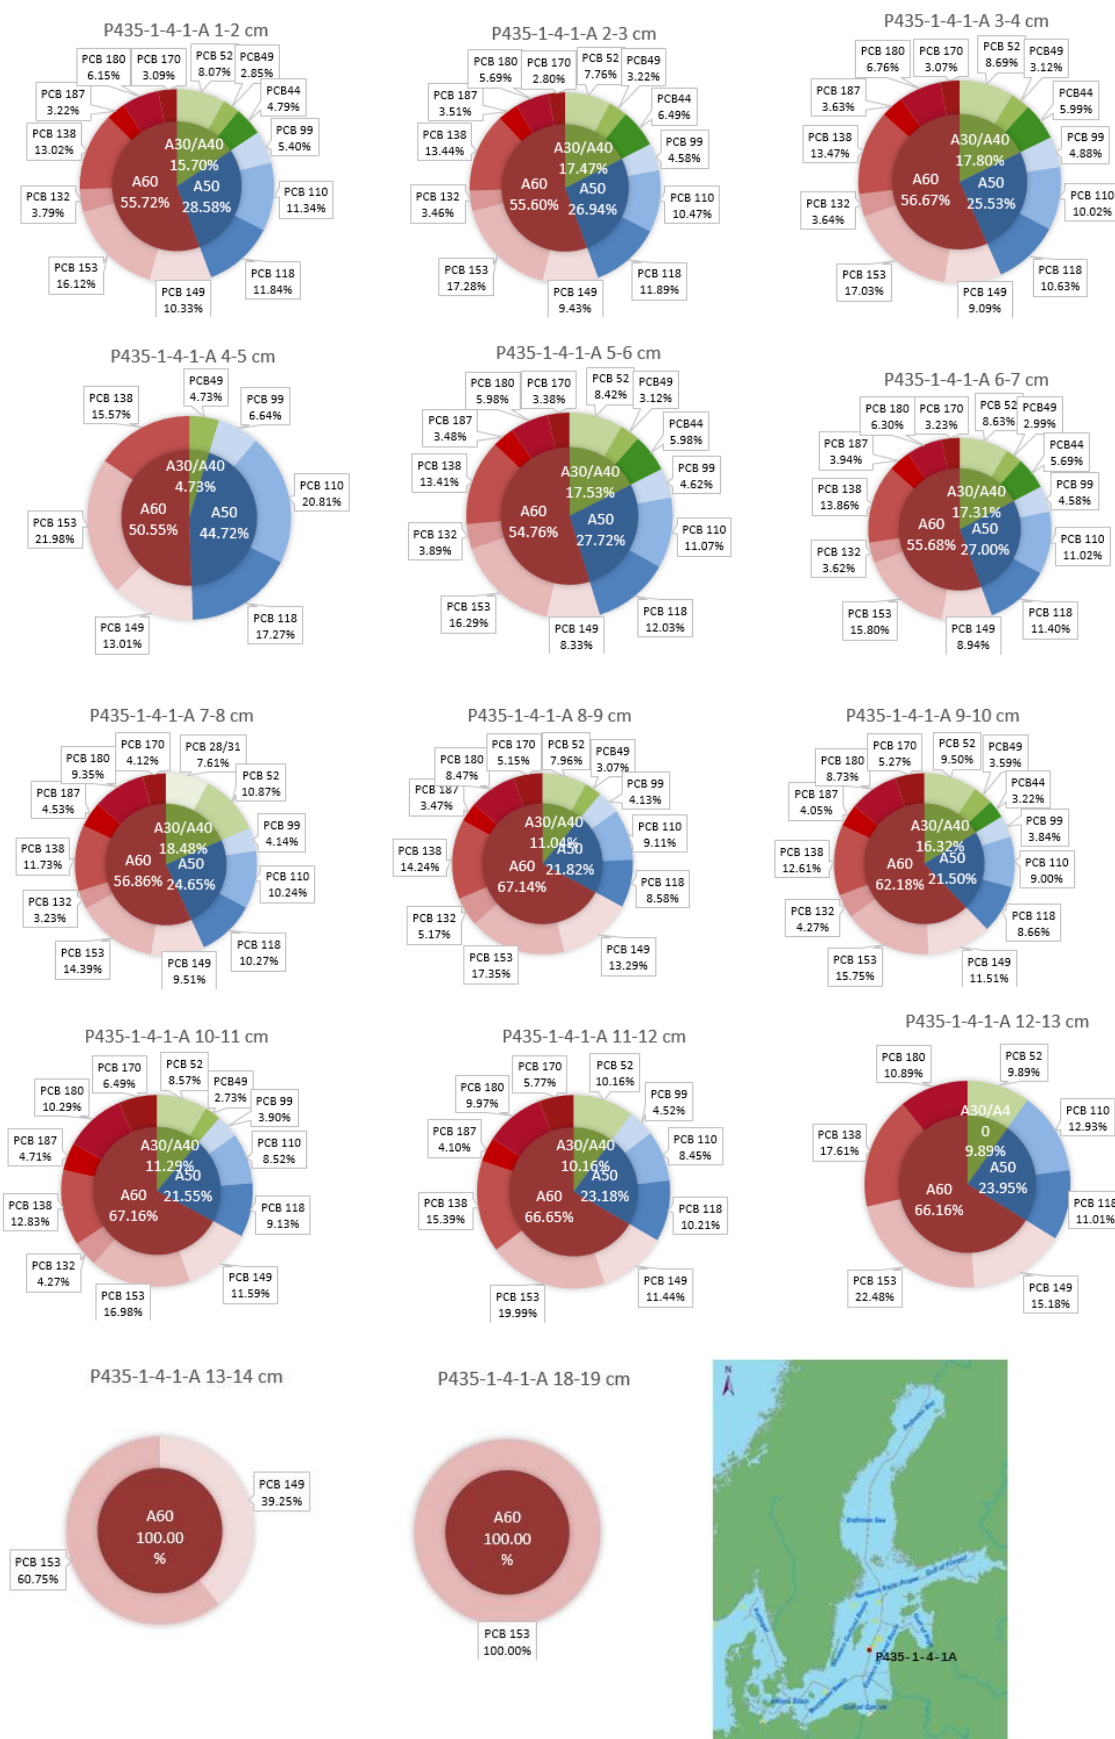 P435-1-4-1-A 1-2 cm
PCB 180
6.15%
PCB 170
3.09%
PCB 52
8.07%
PCB49
2.85%
PCB44
4.79%
PCB 99
5.40%
PCB 110
11.34%
PCB 118
11.84%
PCB 149
10.33%
PCB 153
16.12%
PCB 132
3.79%
PCB 138
13.02%
PCB 187
3.22%
A30/A40
15.70%
A50
28.58%
A60
55.72%
P435-1-4-1-A 2-3 cm
PCB 180
5.69%
PCB 170
2.80%
PCB 52
7.76%
PCB49
3.22%
PCB44
6.49%
PCB 99
4.58%
PCB 110
10.47%
PCB 118
11.89%
PCB 149
9.43%
PCB 153
17.28%
PCB 132
3.46%
PCB 138
13.44%
PCB 187
3.51%
A30/A40
17.47%
A50
26.94%
A60
55.60%
P435-1-4-1-A 3-4 cm
PCB 180
6.76%
PCB 170
3.07%
PCB 52
8.69%
PCB49
3.12%
PCB44
5.99%
PCB 99
4.88%
PCB 110
10.02%
PCB 118
10.63%
PCB 149
9.09%
PCB 153
17.03%
PCB 132
3.64%
PCB 138
13.47%
PCB 187
3.63%
A30/A40
17.80%
A50
25.53%
A60
56.67%
P435-1-4-1-A 4-5 cm
PCB49
4.73%
PCB 99
6.64%
PCB 110
20.81%
PCB 118
17.27%
PCB 149
13.01%
PCB 153
21.98%
PCB 138
15.57%
A30/A40
4.73%
A50
44.72%
A60
50.55%
P435-1-4-1-A 5-6 cm
PCB 180
5.98%
PCB 170
3.38%
PCB 52
8.42%
PCB49
3.12%
PCB44
5.98%
PCB 99
4.62%
PCB 110
11.07%
PCB 118
12.03%
PCB 149
8.33%
PCB 153
16.29%
PCB 132
3.89%
PCB 138
13.41%
PCB 187
3.48%
A30/A40
17.53%
A50
27.72%
A60
54.76%
P435-1-4-1-A 6-7 cm
PCB 180
6.30%
PCB 170
3.23%
PCB 52
8.63%
PCB49
2.99%
PCB44
5.69%
PCB 99
4.58%
PCB 110
11.02%
PCB 118
11.40%
PCB 149
8.94%
PCB 153
15.80%
PCB 132
3.62%
PCB 138
13.86%
PCB 187
3.94%
A30/A40
17.31%
A50
27.00%
A60
55.68%
P435-1-4-1-A 7-8 cm
PCB 180
9.35%
PCB 170
4.12%
PCB 28/31
7.61%
PCB 52
10.87%
PCB 99
4.14%
PCB 110
10.24%
PCB 118
10.27%
PCB 149
9.51%
PCB 153
14.39%
PCB 132
3.23%
PCB 138
11.73%
PCB 187
4.53%
A30/A40
18.48%
A50
24.65%
A60
56.86%
P435-1-4-1-A 8-9 cm
PCB 180
8.47%
PCB 170
5.15%
PCB 52
7.96%
PCB49
3.07%
PCB 99
4.13%
PCB 110
9.11%
PCB 118
8.58%
PCB 149
13.29%
PCB 153
17.35%
PCB 132
5.17%
PCB 138
14.24%
PCB 187
3.47%
A30/A40
11.04%
A50
21.82%
A60
67.14%
P435-1-4-1-A 9-10 cm
PCB 180
8.73%
PCB 170
5.27%
PCB 52
9.50%
PCB49
3.59%
PCB44
3.22%
PCB 99
3.84%
PCB 110
9.00%
PCB 118
8.66%
PCB 149
11.51%
PCB 153
15.75%
PCB 132
4.27%
PCB 138
12.61%
PCB 187
4.05%
A30/A40
16.32%
A50
21.50%
A60
62.18%
P435-1-4-1-A 10-11 cm
PCB 180
10.29%
PCB 170
6.49%
PCB 52
8.57%
PCB49
2.73%
PCB 99
3.90%
PCB 110
8.52%
PCB 118
9.13%
PCB 149
11.59%
PCB 153
16.98%
PCB 132
4.27%
PCB 138
12.83%
PCB 187
4.71%
A30/A40
11.29%
A50
21.55%
A60
67.16%
P435-1-4-1-A 11-12 cm
PCB 180
9.97%
PCB 170
5.77%
PCB 52
10.16%
PCB 99
4.52%
PCB 110
8.45%
PCB 118
10.21%
PCB 149
11.44%
PCB 153
19.99%
PCB 138
15.39%
PCB 187
4.10%
A30/A40
10.16%
A50
23.18%
A60
66.65%
P435-1-4-1-A 12-13 cm
PCB 180
10.89%
PCB 52
9.89%
PCB 110
12.93%
PCB 118
11.01%
PCB 149
15.18%
PCB 153
22.48%
PCB 138
17.61%
A30/A4
0
9.89%
A50
23.95%
A60
66.16%
P435-1-4-1-A 13-14 cm
PCB 149
39.25%
PCB 153
60.75%
A60
100.00
%
P435-1-4-1-A 18-19 cm
A60
100.00
%
PCB 153
100.00%
N
Bothnian Bay
Bothnian Sea
Northern Baltic Proper
Gulf of Finland
Kattegat
P435-1-4-1A